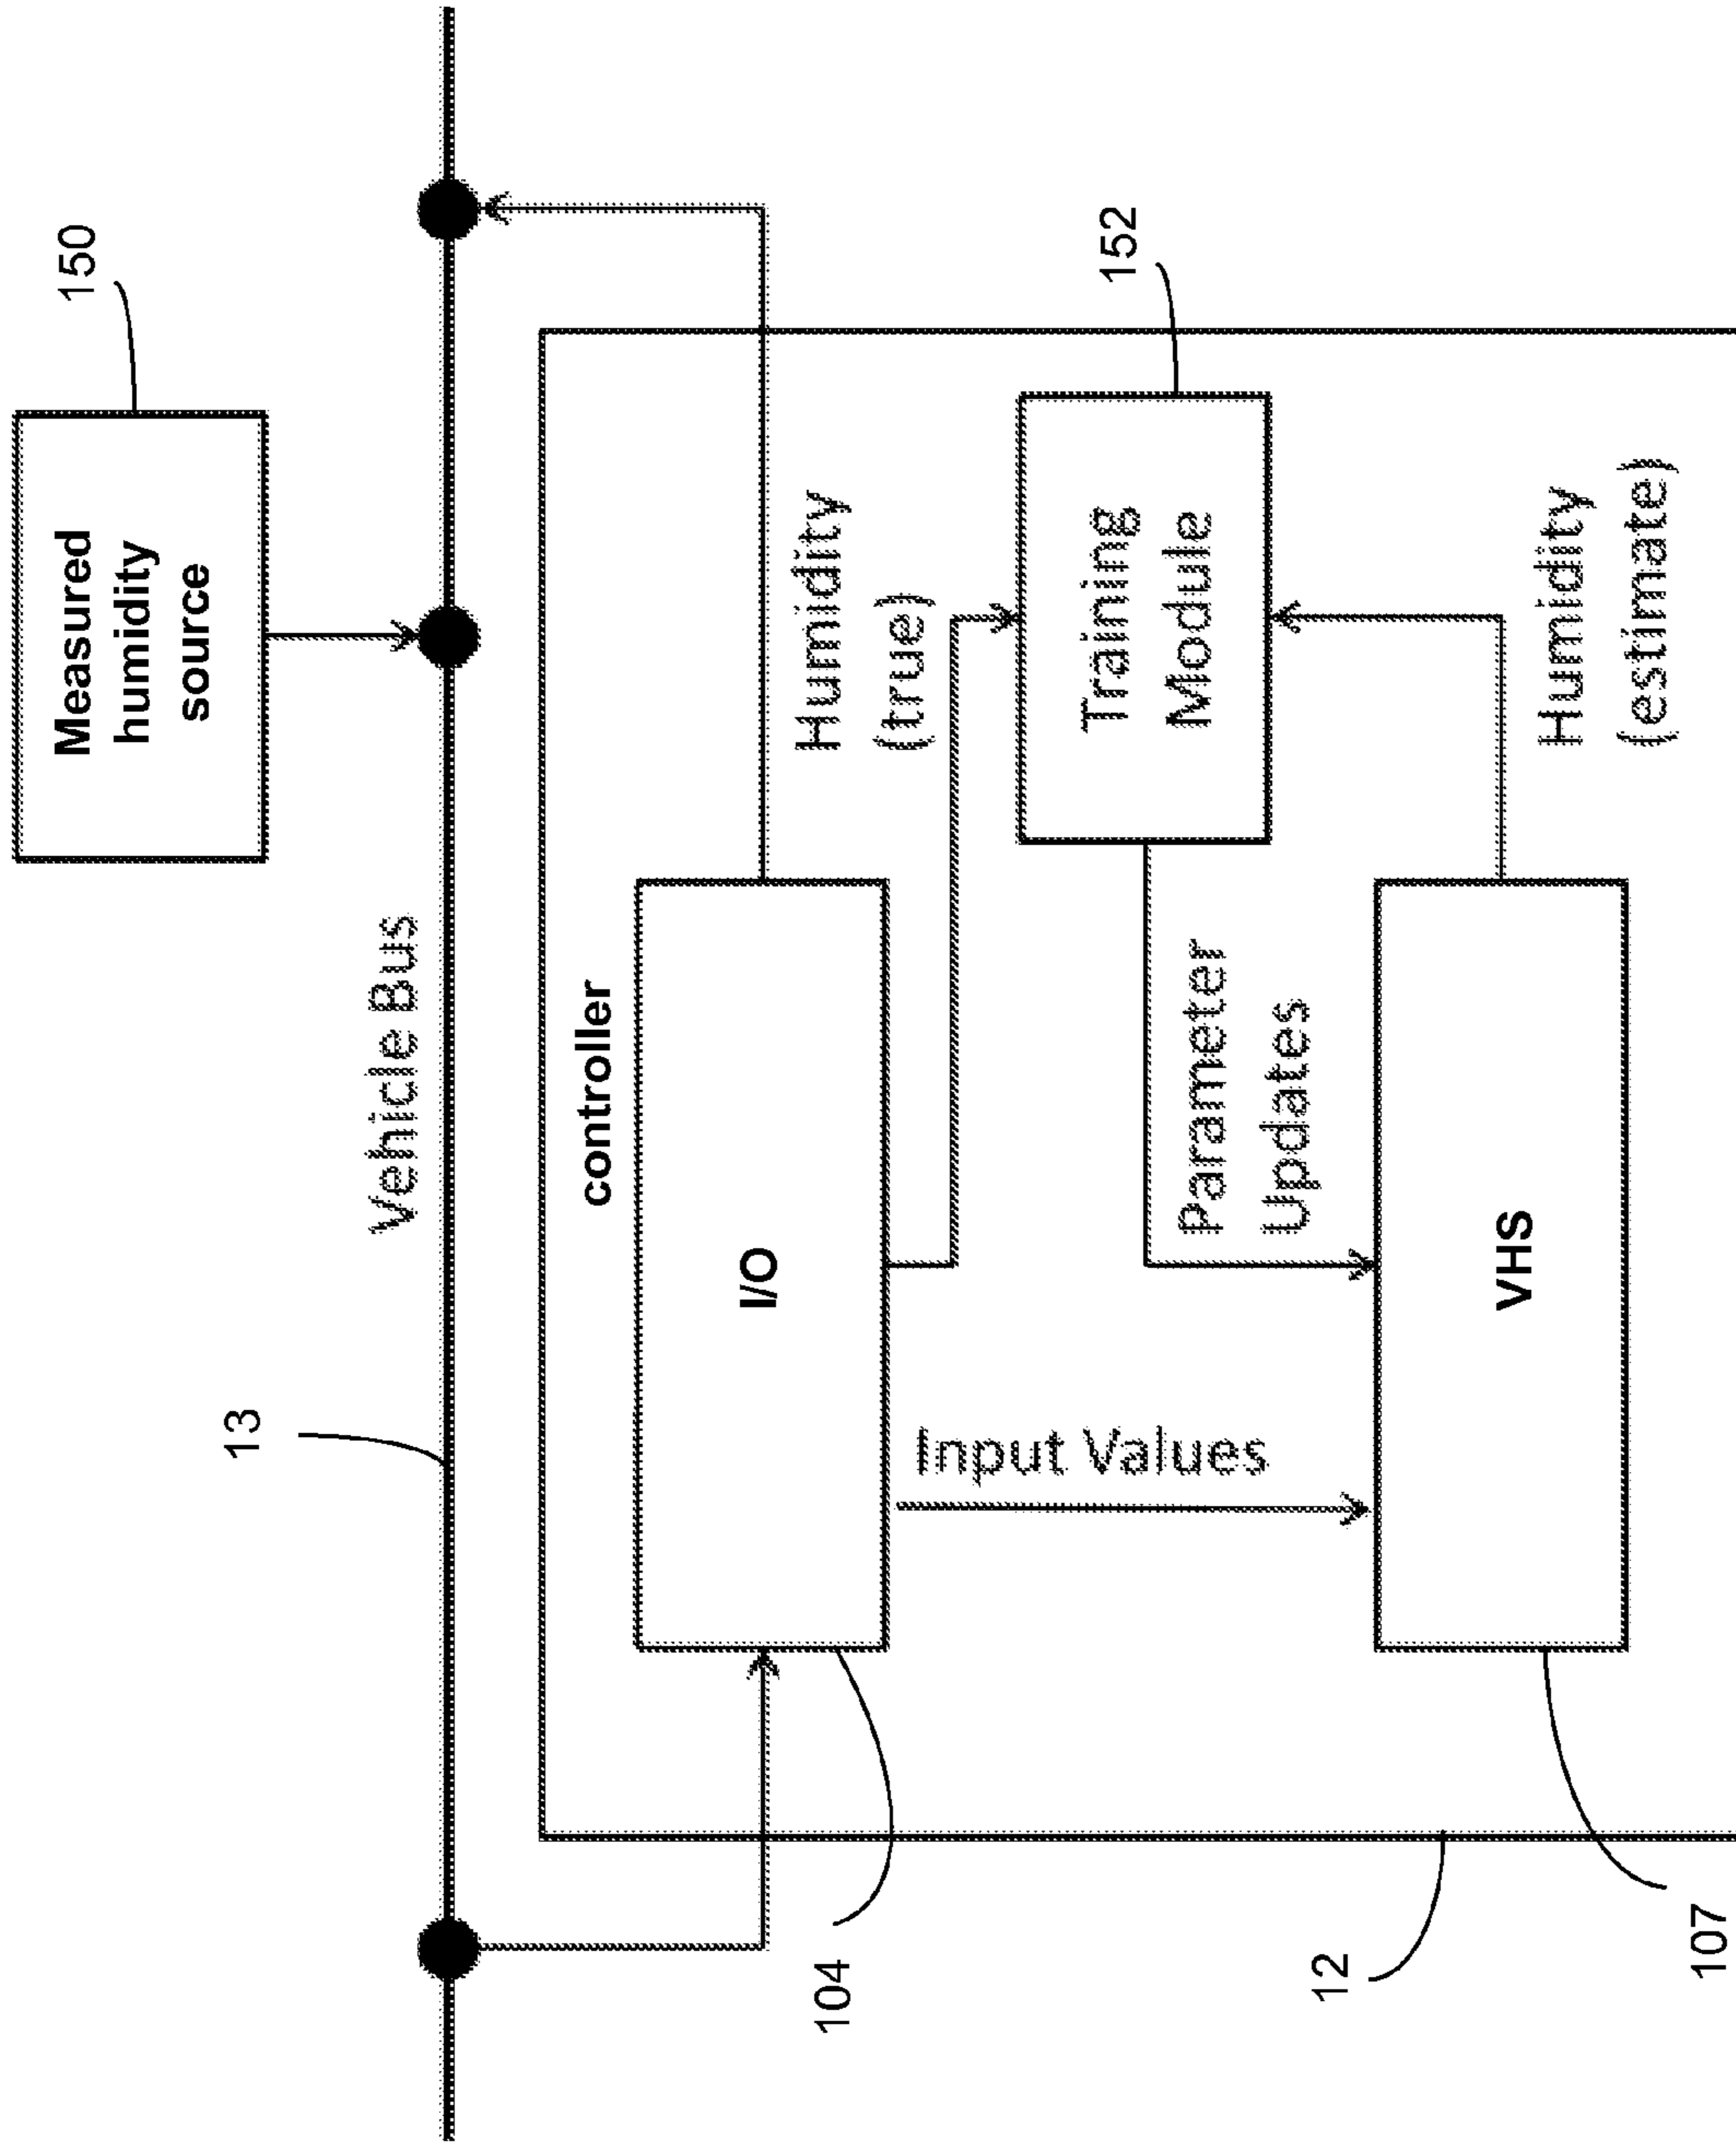 Measured
humidity
source
150
13
Vehicle Bus
controller
I/O
104
Humidity
(true)
Input Values
Training
Module
152
Parameter
Updates
VHS
Humidity
(estimate)
12
107